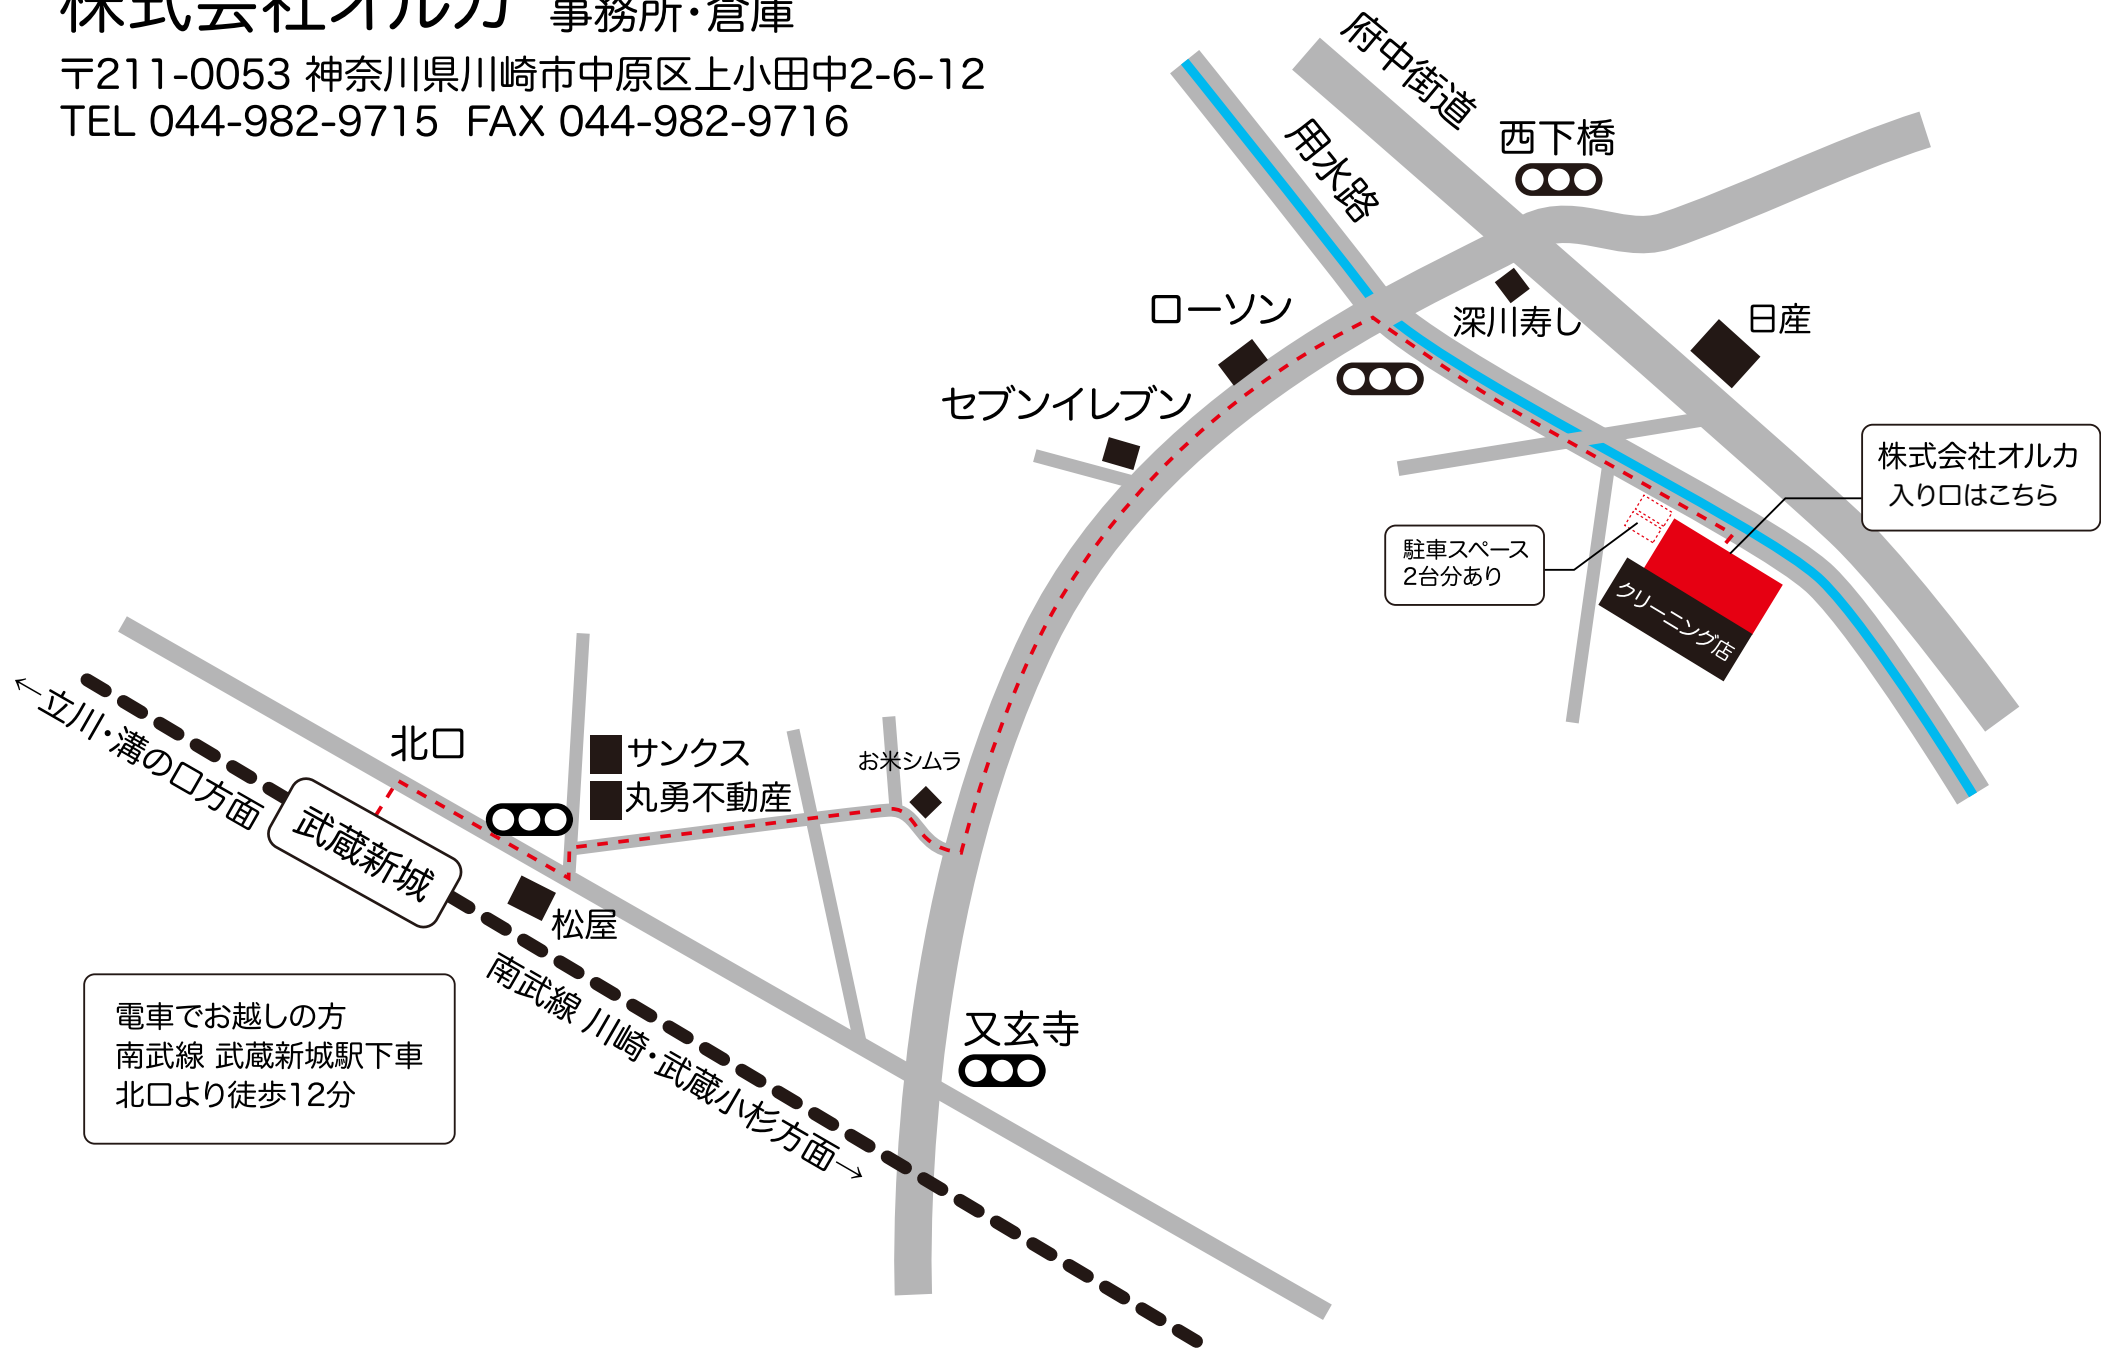 株式会社オルカ 事務所・倉庫
〒211-0053 神奈川県川崎市中原区上小田中2-6-12
TEL 044-982-9715 FAX 044-982-9716
府中街道
西下橋
用水路
ローソン
深川寿し
日産
セブンイレブン
株式会社オルカ
入り口はこちら
駐車スペース
2台分あり
クリーニング店
←立川・溝の口方面
北口
サンクス
丸勇不動産
お米シムラ
武蔵新城
松屋
南武線 川崎・武蔵小杉方面→
又玄寺
電車でお越しの方
南武線 武蔵新城駅下車
北口より徒歩12分